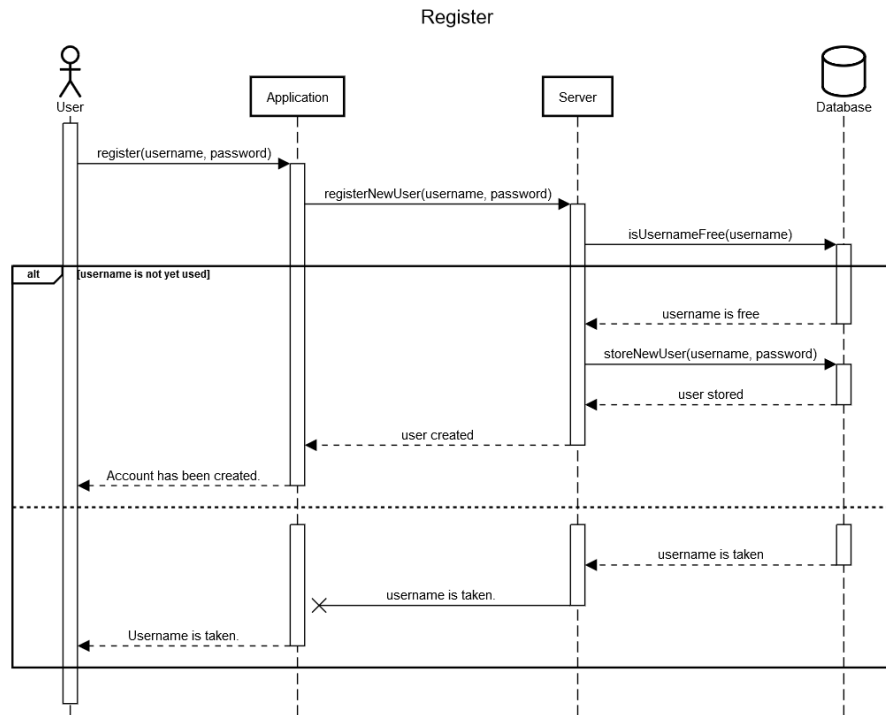 Register
User
Application
Server
Database
register(username, password)
registerNewUser(username, password)
isUsernameFree(username)
alt
[username is not yet used]
username is free
storeNewUser(username, password)
user stored
user created
Account has been created.
username is taken
username is taken.
Username is taken.